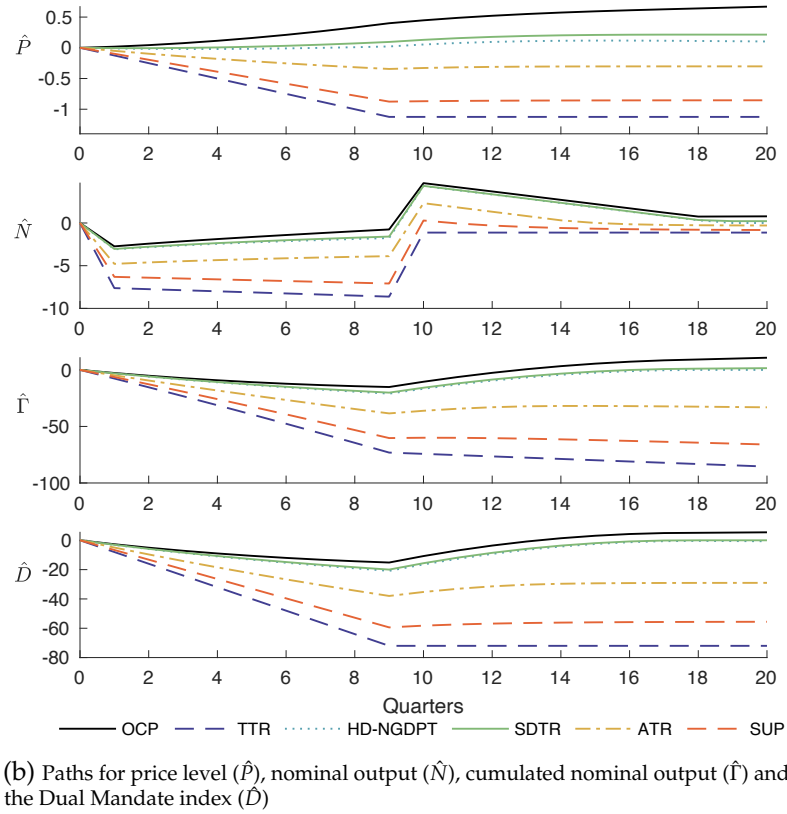 0.5
0
P̂
-0.5
-1
0 2 4 6 8 10 12 14 16 18 20
0
N̂
-5
-10
0 2 4 6 8 10 12 14 16 18 20
0
Γ̂
-50
-100
0 2 4 6 8 10 12 14 16 18 20
0
-20
D̂
-40
-60
-80
0 2 4 6 8 10 12 14 16 18 20
Quarters
OCP TTR HD-NGDPT SDTR ATR SUP
(b) Paths for price level (P̂), nominal output (N̂), cumulated nominal output (Γ̂) and
the Dual Mandate index (D̂)